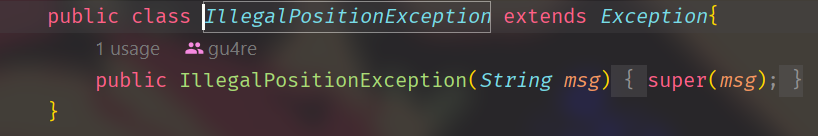 public class IllegalPositionException extends Exception{
1 usage gu4re
public IllegalPositionException(String msg) { super(msg); }
}